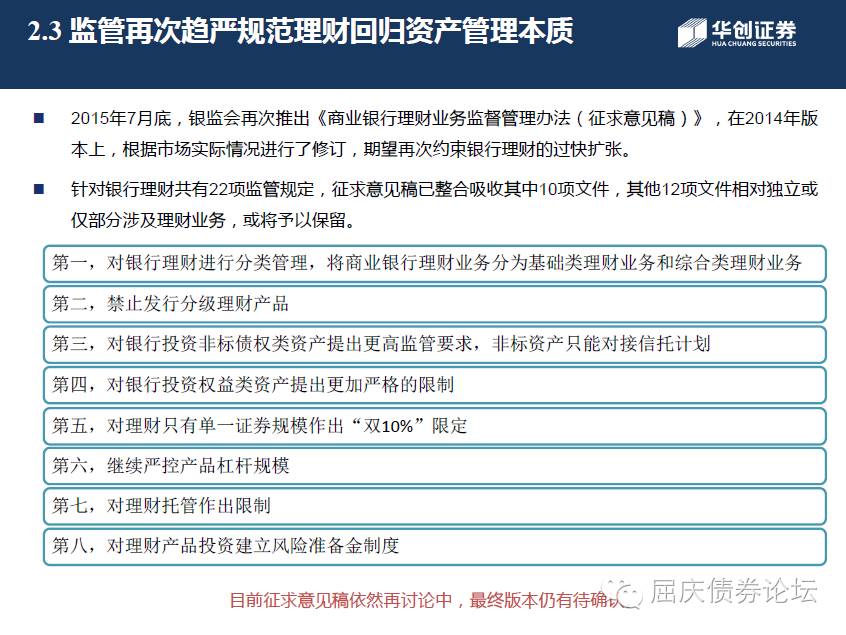 2.3 监管再次趋严规范理财回归资产管理本质
华创证券
HUA CHUANG SECURITIES
2015年7月底，银监会再次推出《商业银行理财业务监督管理办法（征求意见稿）》，在2014年版
本上，根据市场实际情况进行了修订，期望再次约束银行理财的过快扩张。
针对银行理财共有22项监管规定，征求意见稿已整合吸收其中10项文件，其他12项文件相对独立或
仅部分涉及理财业务，或将予以保留。
第一，对银行理财进行分类管理，将商业银行理财业务分为基础类理财业务和综合类理财业务
第二，禁止发行分级理财产品
第三，对银行投资非标债权类资产提出更高监管要求，非标资产只能对接信托计划
第四，对银行投资权益类资产提出更加严格的限制
第五，对理财只有单一证券规模作出“双10%”限定
第六，继续严控产品杠杆规模
第七，对理财托管作出限制
第八，对理财产品投资建立风险准备金制度
目前征求意见稿依然再讨论中，最终版本仍有待确认
屈庆债券论坛